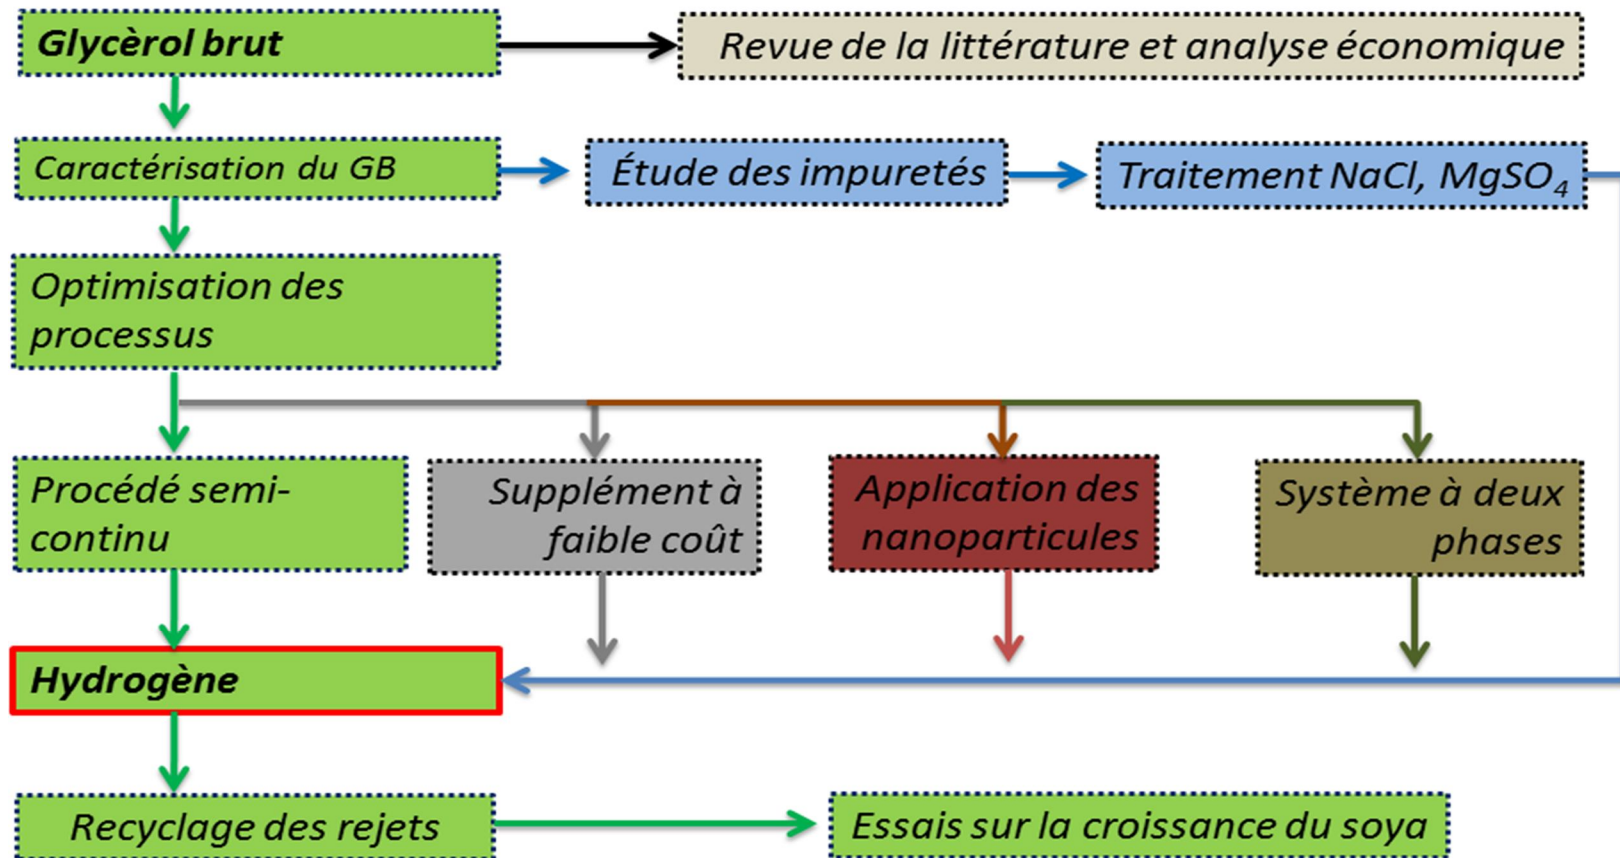 Glycèrol brut
Revue de la littérature et analyse économique
Caractérisation du GB
Étude des impuretés
Traitement NaCl, MgSO₄
Optimisation des
processus
Procédé semi-
continu
Supplément à
faible coût
Application des
nanoparticules
Système à deux
phases
Hydrogène
Recyclage des rejets
Essais sur la croissance du soya